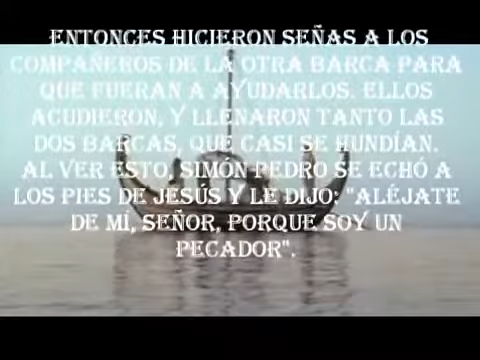 ENTONCES HICIERON SEÑAS A LOS
COMPAÑEROS DE LA OTRA BARCA PARA
QUE FUERAN A AYUDARLOS. ELLOS
ACUDIERON, Y LLENARON TANTO LAS
DOS BARCAS, QUE CASI SE HUNDÍAN.
AL VER ESTO, SIMÓN PEDRO SE ECHÓ A
LOS PIES DE JESÚS Y LE DIJO: "ALÉJATE
DE MÍ, SEÑOR, PORQUE SOY UN
PECADOR".